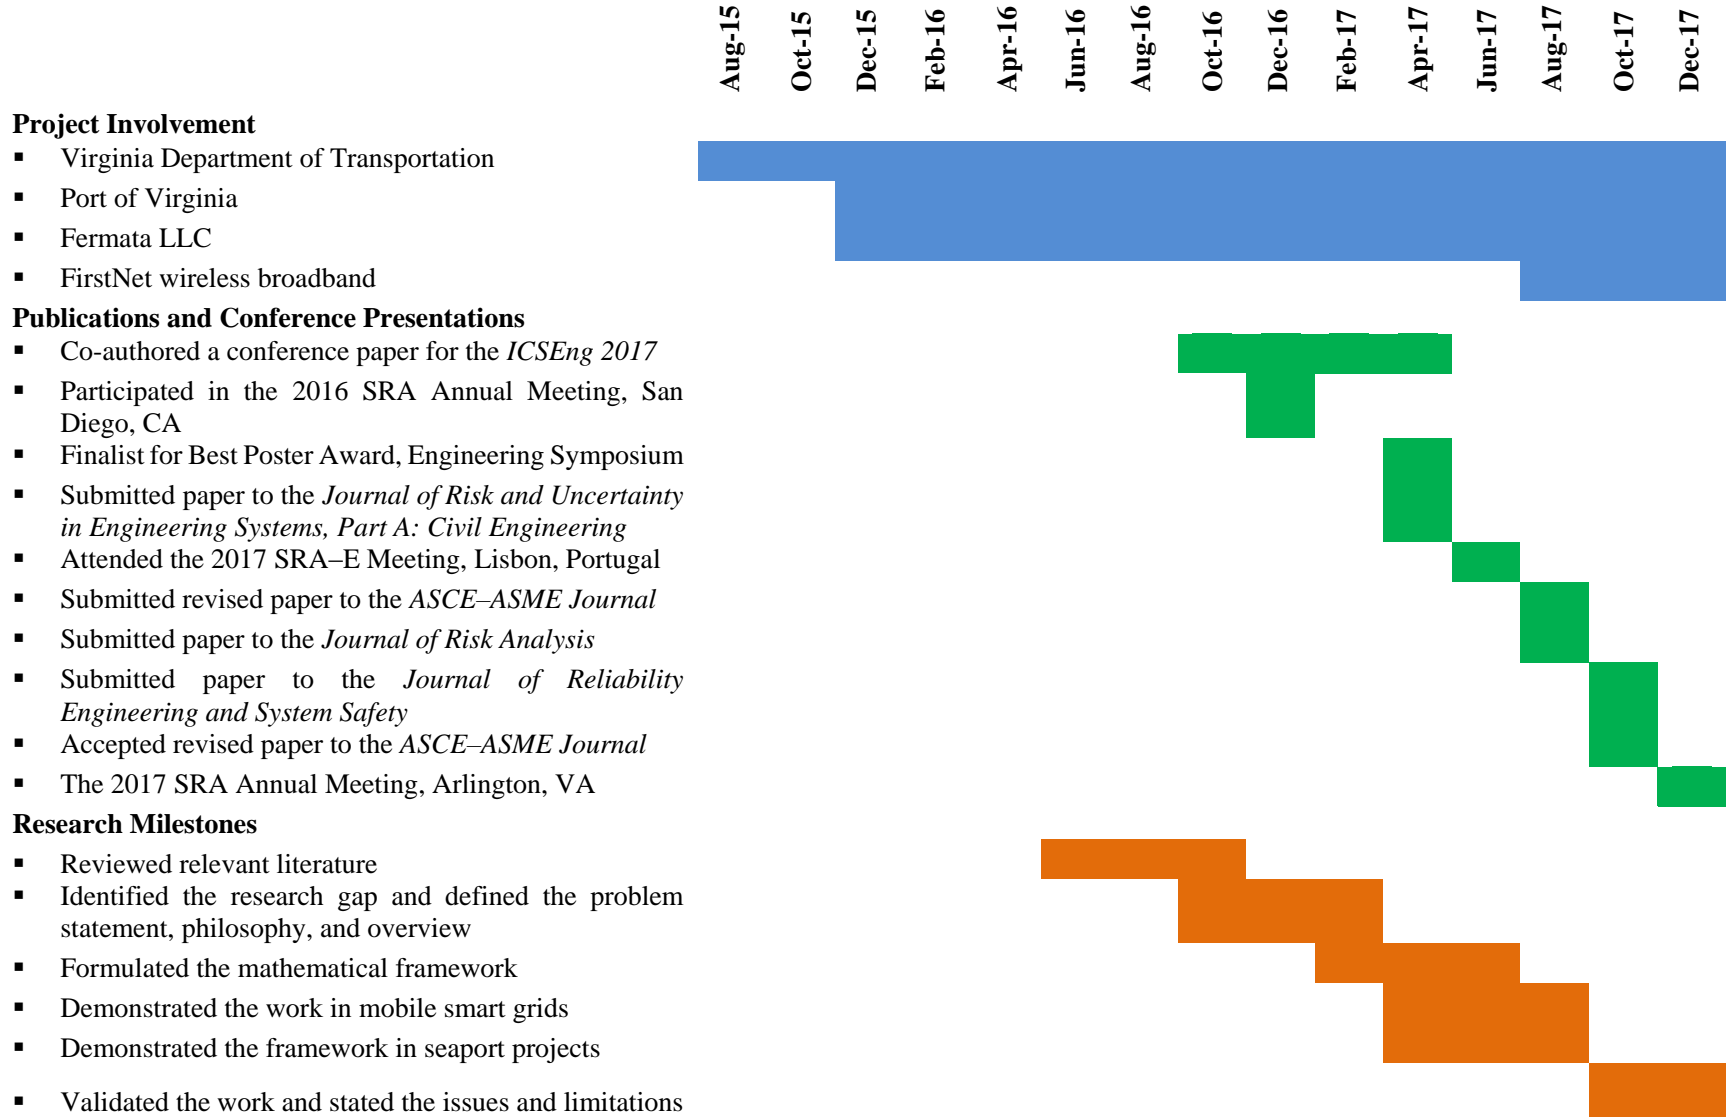 Aug-15 Oct-15 Dec-15 Feb-16 Apr-16 Jun-16 Aug-16 Oct-16 Dec-16 Feb-17 Apr-17 Jun-17 Aug-17 Oct-17 Dec-17
Project Involvement
▪ Virginia Department of Transportation
▪ Port of Virginia
▪ Fermata LLC
▪ FirstNet wireless broadband
Publications and Conference Presentations
▪ Co-authored a conference paper for the ICSEng 2017
▪ Participated in the 2016 SRA Annual Meeting, San
Diego, CA
▪ Finalist for Best Poster Award, Engineering Symposium
▪ Submitted paper to the Journal of Risk and Uncertainty
in Engineering Systems, Part A: Civil Engineering
▪ Attended the 2017 SRA–E Meeting, Lisbon, Portugal
▪ Submitted revised paper to the ASCE–ASME Journal
▪ Submitted paper to the Journal of Risk Analysis
▪ Submitted paper to the Journal of Reliability
Engineering and System Safety
▪ Accepted revised paper to the ASCE–ASME Journal
▪ The 2017 SRA Annual Meeting, Arlington, VA
Research Milestones
▪ Reviewed relevant literature
▪ Identified the research gap and defined the problem
statement, philosophy, and overview
▪ Formulated the mathematical framework
▪ Demonstrated the work in mobile smart grids
▪ Demonstrated the framework in seaport projects
▪ Validated the work and stated the issues and limitations